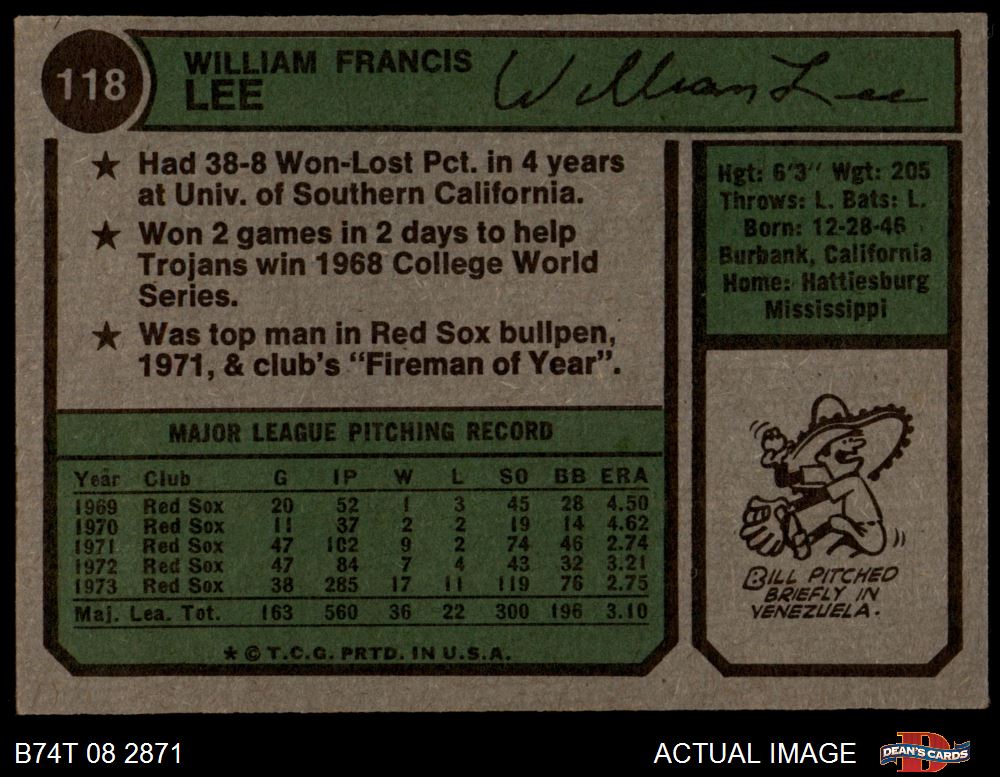 118
WILLIAM FRANCIS
LEE
William Lee
★ Had 38-8 Won-Lost Pct. in 4 years
at Univ. of Southern California.
★ Won 2 games in 2 days to help
Trojans win 1968 College World
Series.
★ Was top man in Red Sox bullpen,
1971, & club's "Fireman of Year".
Hgt: 6'3" Wgt: 205
Throws: L. Bats: L.
Born: 12-28-46
Burbank, California
Home: Hattiesburg
Mississippi
MAJOR LEAGUE PITCHING RECORD
Year Club G IP W L SO BB ERA
1969 Red Sox 20 52 1 3 45 28 4.50
1970 Red Sox 11 37 2 2 19 14 4.62
1971 Red Sox 47 102 9 2 74 46 2.74
1972 Red Sox 47 84 7 4 43 32 3.21
1973 Red Sox 38 285 17 11 119 76 2.75
Maj. Lea. Tot. 163 560 36 22 300 196 3.10
★ © T.C.G. PRTD. IN U.S.A.
BILL PITCHED
BRIEFLY IN
VENEZUELA.
B74T 08 2871
ACTUAL IMAGE
DEAN'S CARDS